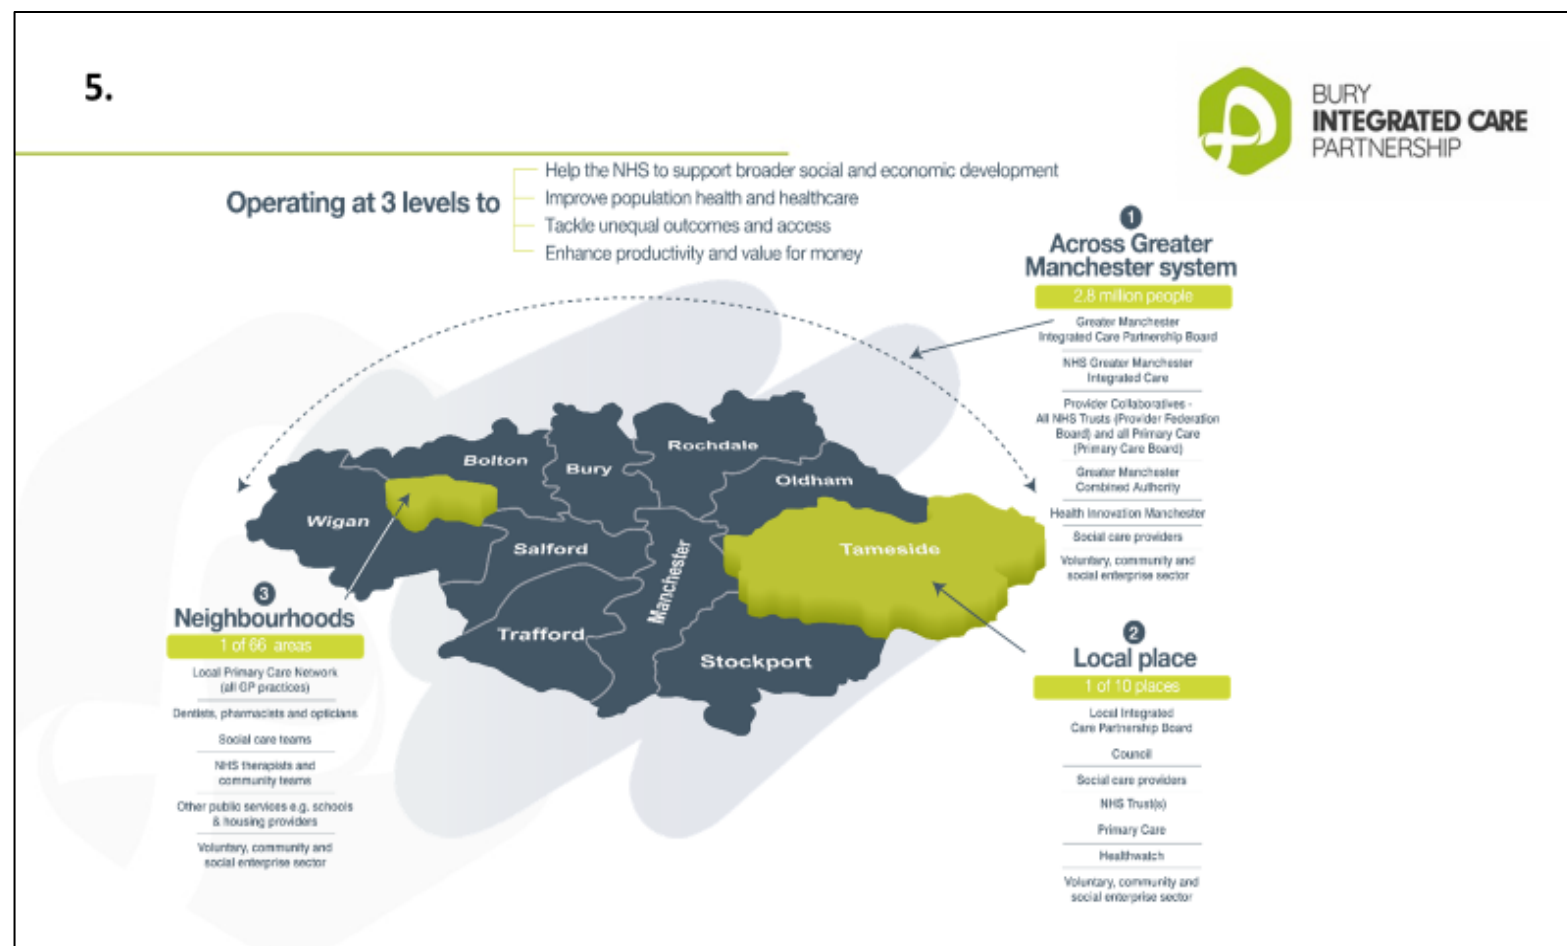 5.
BURY
INTEGRATED CARE
PARTNERSHIP
Operating at 3 levels to
Help the NHS to support broader social and economic development
Improve population health and healthcare
Tackle unequal outcomes and access
Enhance productivity and value for money
1
Across Greater
Manchester system
2.8 million people
Greater Manchester
Integrated Care Partnership Board
NHS Greater Manchester
Integrated Care
Provider Collaboratives -
All NHS Trusts (Provider Federation
Board) and all Primary Care
(Primary Care Board)
Greater Manchester
Combined Authority
Health Innovation Manchester
Social care providers
Voluntary, community and
social enterprise sector
Wigan
Bolton
Bury
Rochdale
Oldham
Salford
Manchester
Tameside
Trafford
Stockport
3
Neighbourhoods
1 of 66 areas
Local Primary Care Network
(all GP practices)
Dentists, pharmacists and opticians
Social care teams
NHS therapists and
community teams
Other public services e.g. schools
& housing providers
Voluntary, community and
social enterprise sector
2
Local place
1 of 10 places
Local Integrated
Care Partnership Board
Council
Social care providers
NHS Trust(s)
Primary Care
Healthwatch
Voluntary, community and
social enterprise sector